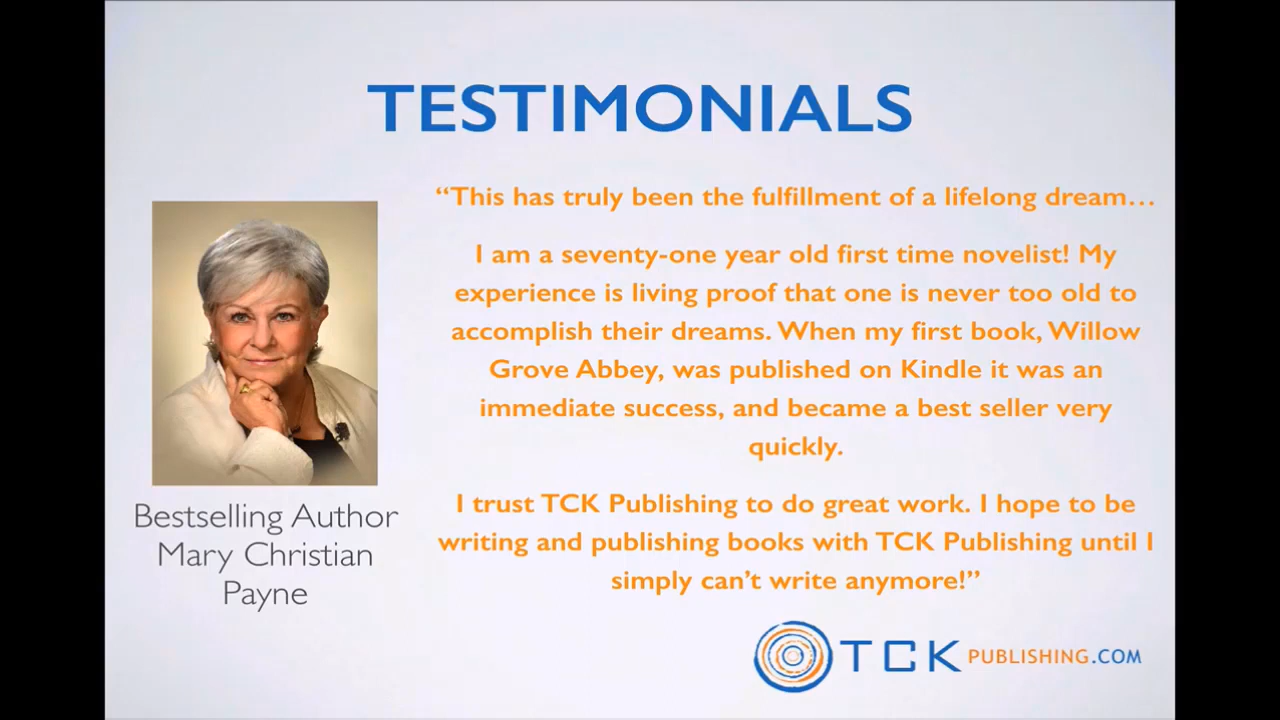 TESTIMONIALS
“This has truly been the fulfillment of a lifelong dream…
I am a seventy-one year old first time novelist! My
experience is living proof that one is never too old to
accomplish their dreams. When my first book, Willow
Grove Abbey, was published on Kindle it was an
immediate success, and became a best seller very
quickly.
I trust TCK Publishing to do great work. I hope to be
writing and publishing books with TCK Publishing until I
simply can’t write anymore!”
Bestselling Author
Mary Christian
Payne
TCK PUBLISHING.COM